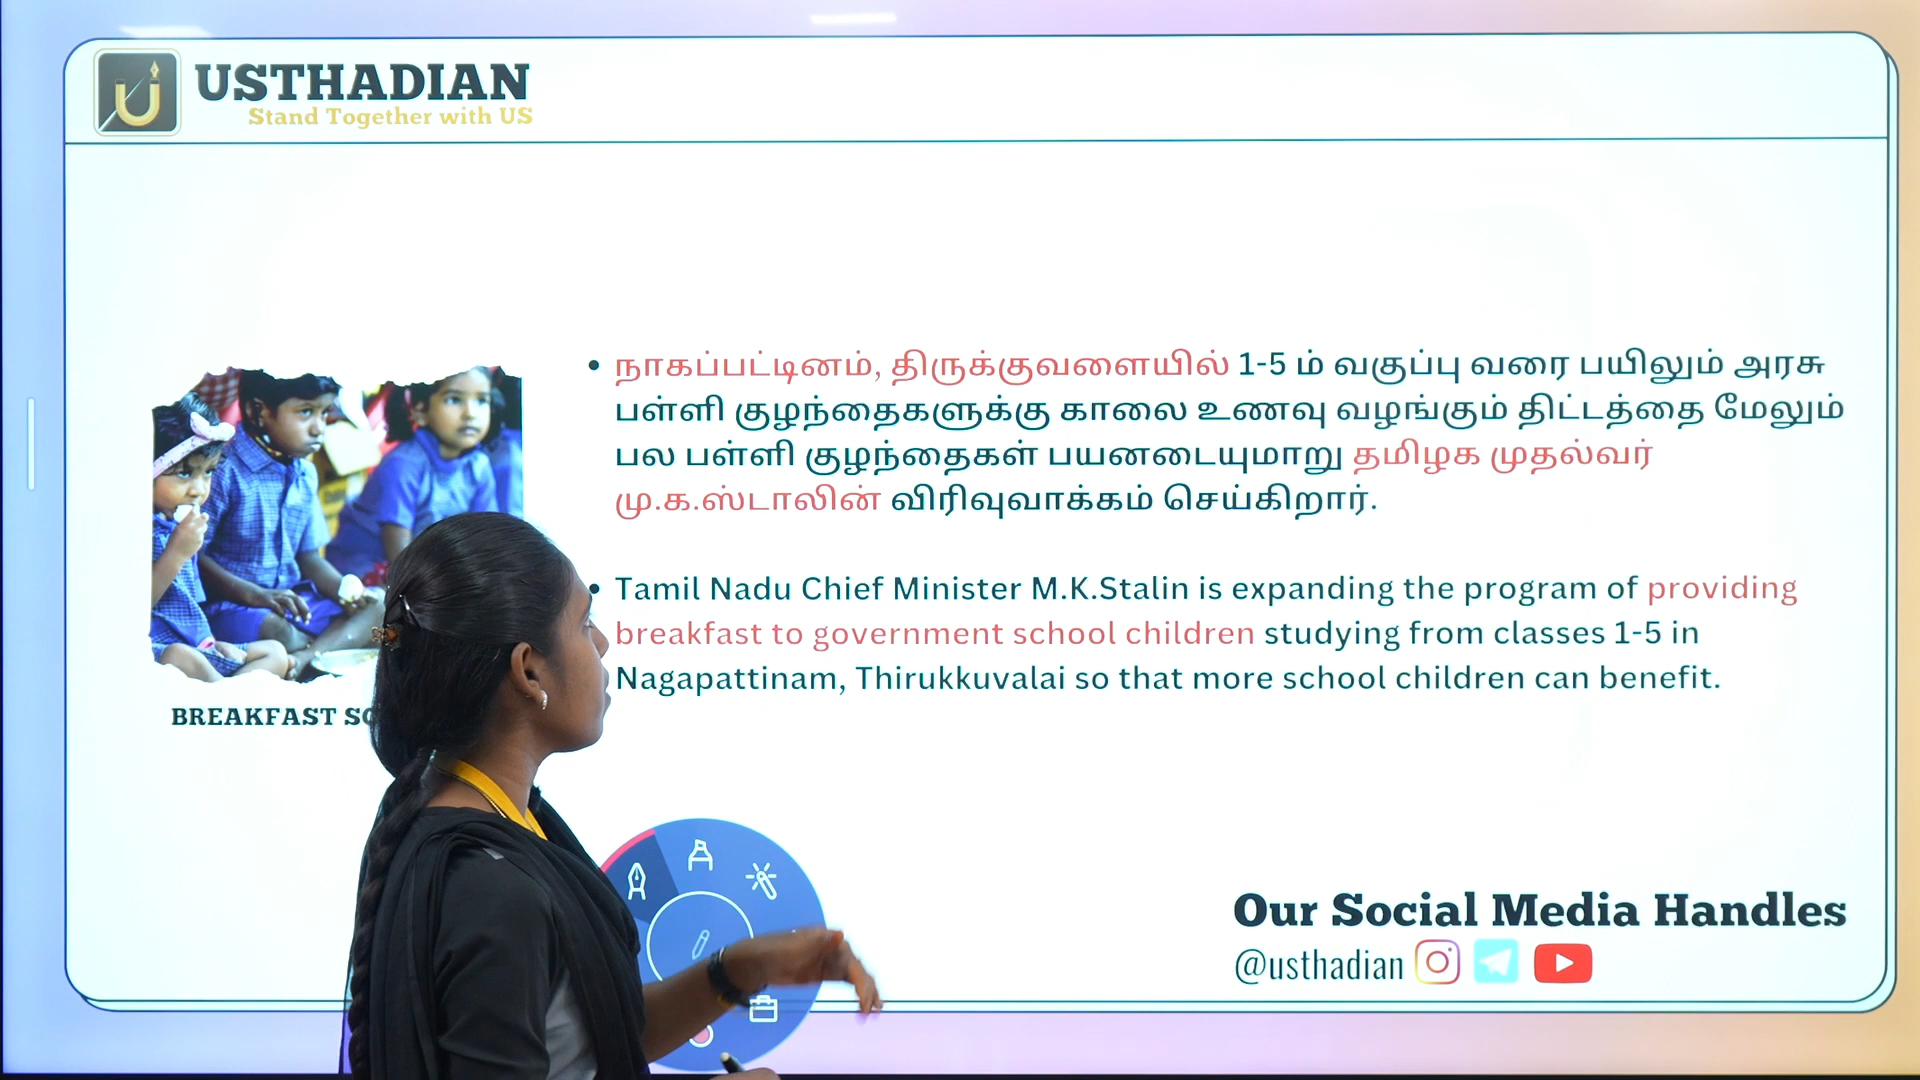 USTHADIAN
Stand Together with US
நாகப்பட்டினம், திருக்குவளையில் 1-5 ம் வகுப்பு வரை பயிலும் அரசு
பள்ளி குழந்தைகளுக்கு காலை உணவு வழங்கும் திட்டத்தை மேலும்
பல பள்ளி குழந்தைகள் பயனடையுமாறு தமிழக முதல்வர்
மு.க.ஸ்டாலின் விரிவுவாக்கம் செய்கிறார்.
Tamil Nadu Chief Minister M.K.Stalin is expanding the program of providing
breakfast to government school children studying from classes 1-5 in
Nagapattinam, Thirukkuvalai so that more school children can benefit.
BREAKFAST
Our Social Media Handles
@usthadian